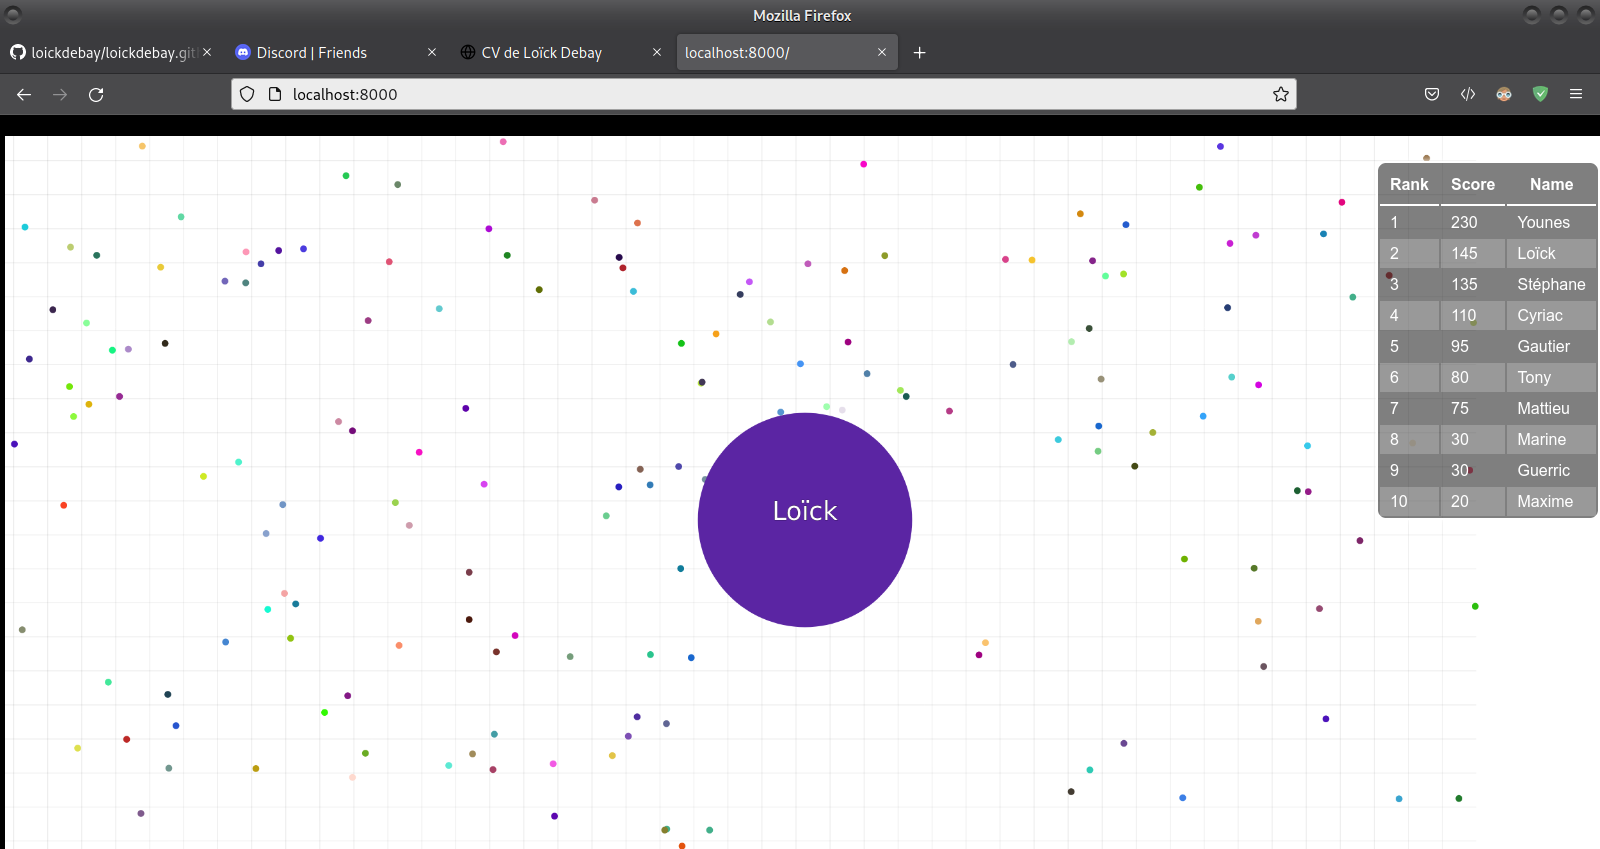 Mozilla Firefox
loickdebay/loickdebay.git
Discord | Friends
CV de Loïck Debay
localhost:8000/
localhost:8000
Rank Score Name
1 230 Younes
2 145 Loïck
3 135 Stéphane
4 110 Cyriac
5 95 Gautier
6 80 Tony
7 75 Mattieu
8 30 Marine
9 30 Guerric
10 20 Maxime
Loïck